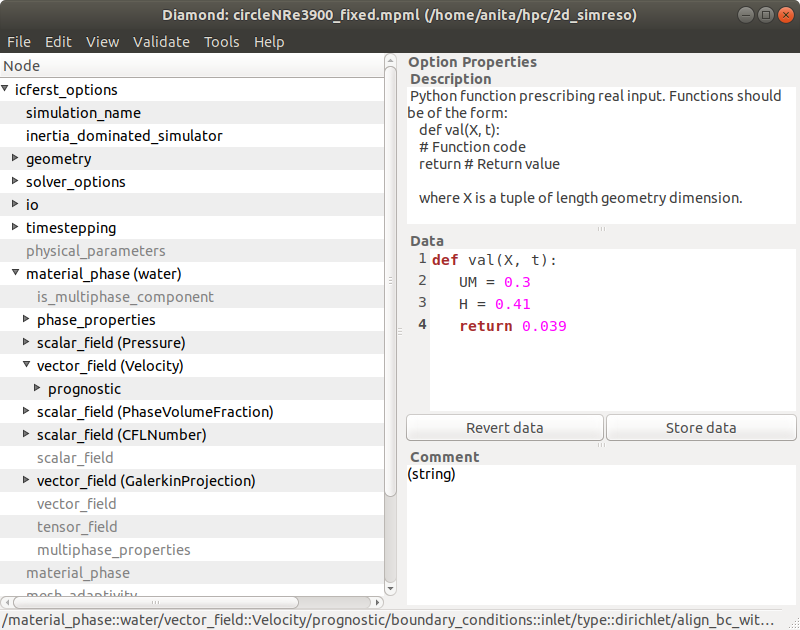 Diamond: circleNRe3900_fixed.mpml (/home/anita/hpc/2d_simreso)
File Edit View Validate Tools Help
Node
icferst_options
simulation_name
inertia_dominated_simulator
geometry
solver_options
io
timestepping
physical_parameters
material_phase (water)
is_multiphase_component
phase_properties
scalar_field (Pressure)
vector_field (Velocity)
prognostic
scalar_field (PhaseVolumeFraction)
scalar_field (CFLNumber)
scalar_field
vector_field (GalerkinProjection)
vector_field
tensor_field
multiphase_properties
material_phase
mesh_adaptivity
Option Properties
Description
Python function prescribing real input. Functions should
be of the form:
def val(X, t):
# Function code
return # Return value
where X is a tuple of length geometry dimension.
Data
1 def val(X, t):
2 UM = 0.3
3 H = 0.41
4 return 0.039
Revert data Store data
Comment
(string)
/material_phase::water/vector_field::Velocity/prognostic/boundary_conditions::inlet/type::dirichlet/align_bc_wit...